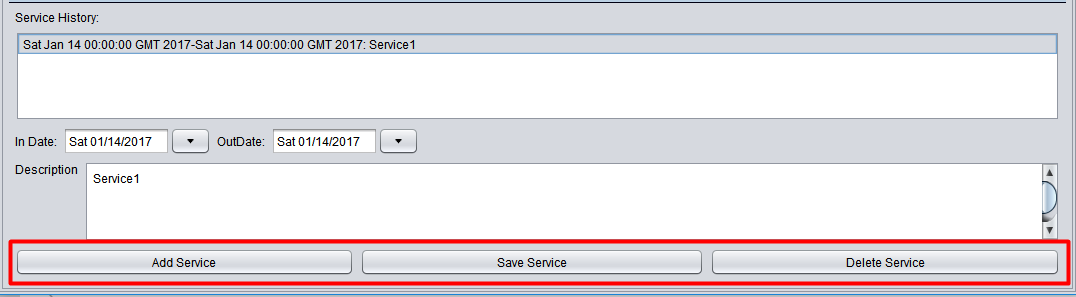 Service History:
Sat Jan 14 00:00:00 GMT 2017-Sat Jan 14 00:00:00 GMT 2017: Service1
In Date: Sat 01/14/2017 OutDate: Sat 01/14/2017
Description Service1
Add Service Save Service Delete Service